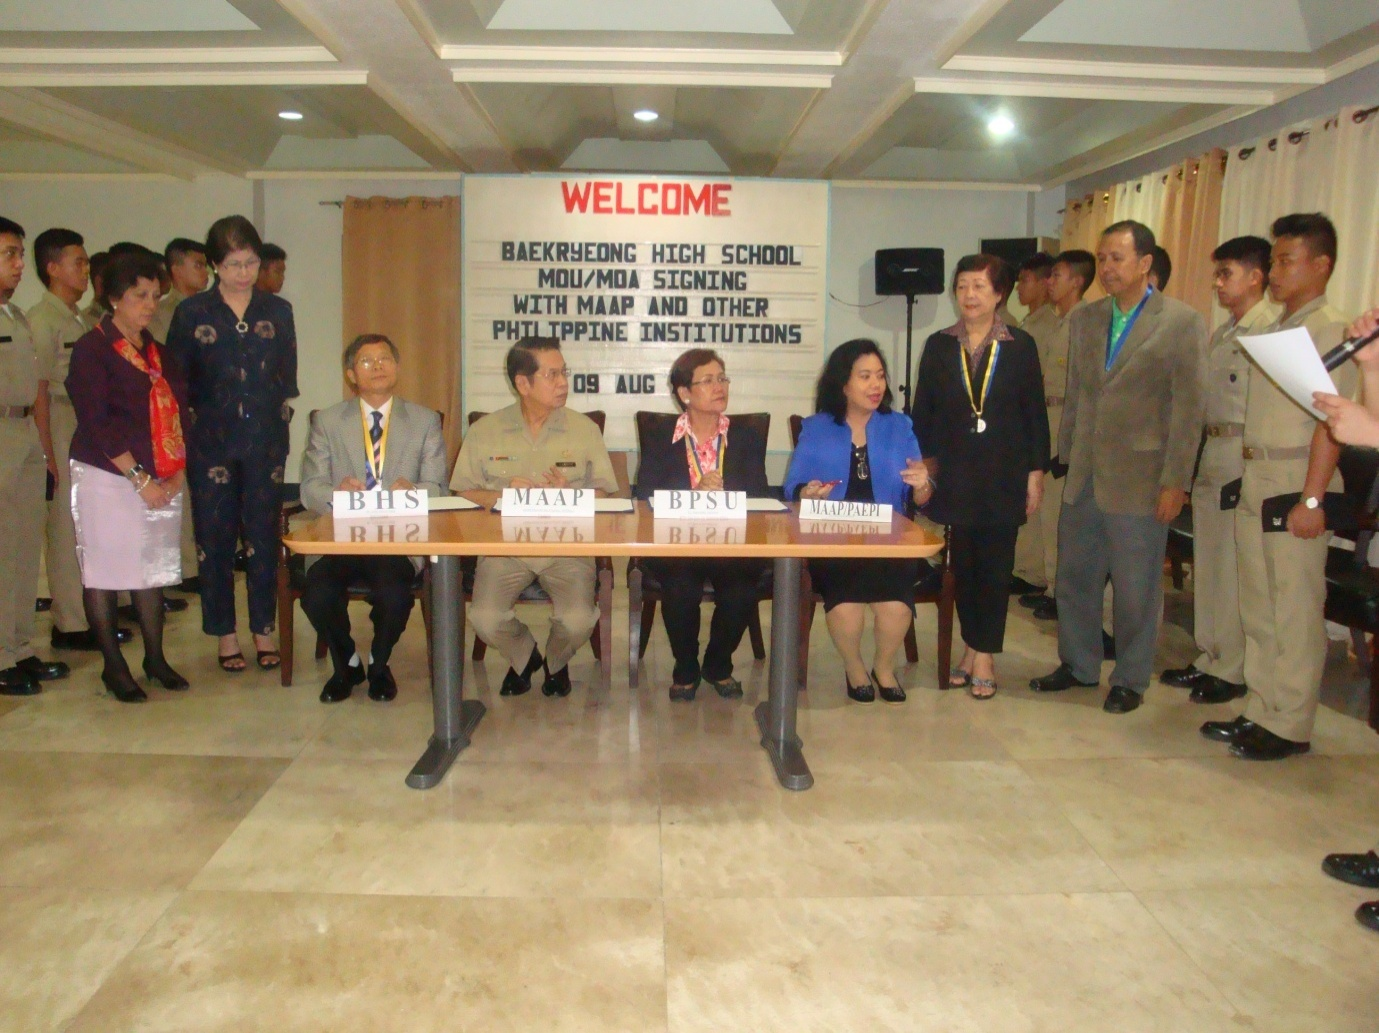 WELCOME
BAEKRYEONG HIGH SCHOOL
MOU/MOA SIGNING
WITH MAAP AND OTHER
PHILIPPINE INSTITUTIONS
09 AUG
BHS
MAAP
BPSU
MAAP/PAEPI